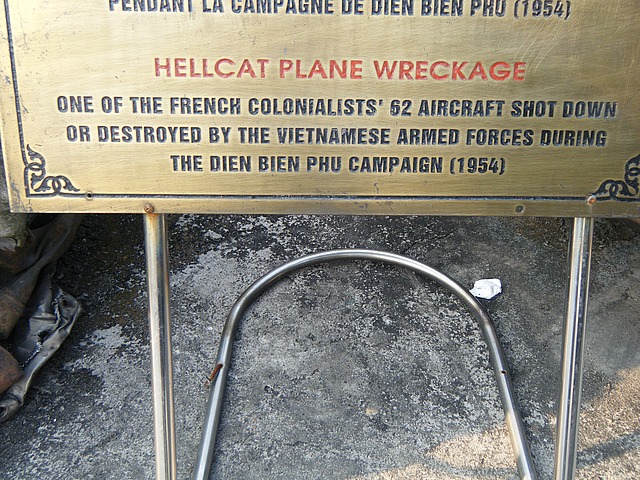 PENDANT LA CAMPAGNE DE DIEN BIEN PHU (1954)
HELLCAT PLANE WRECKAGE
ONE OF THE FRENCH COLONIALISTS' 62 AIRCRAFT SHOT DOWN
OR DESTROYED BY THE VIETNAMESE ARMED FORCES DURING
THE DIEN BIEN PHU CAMPAIGN (1954)